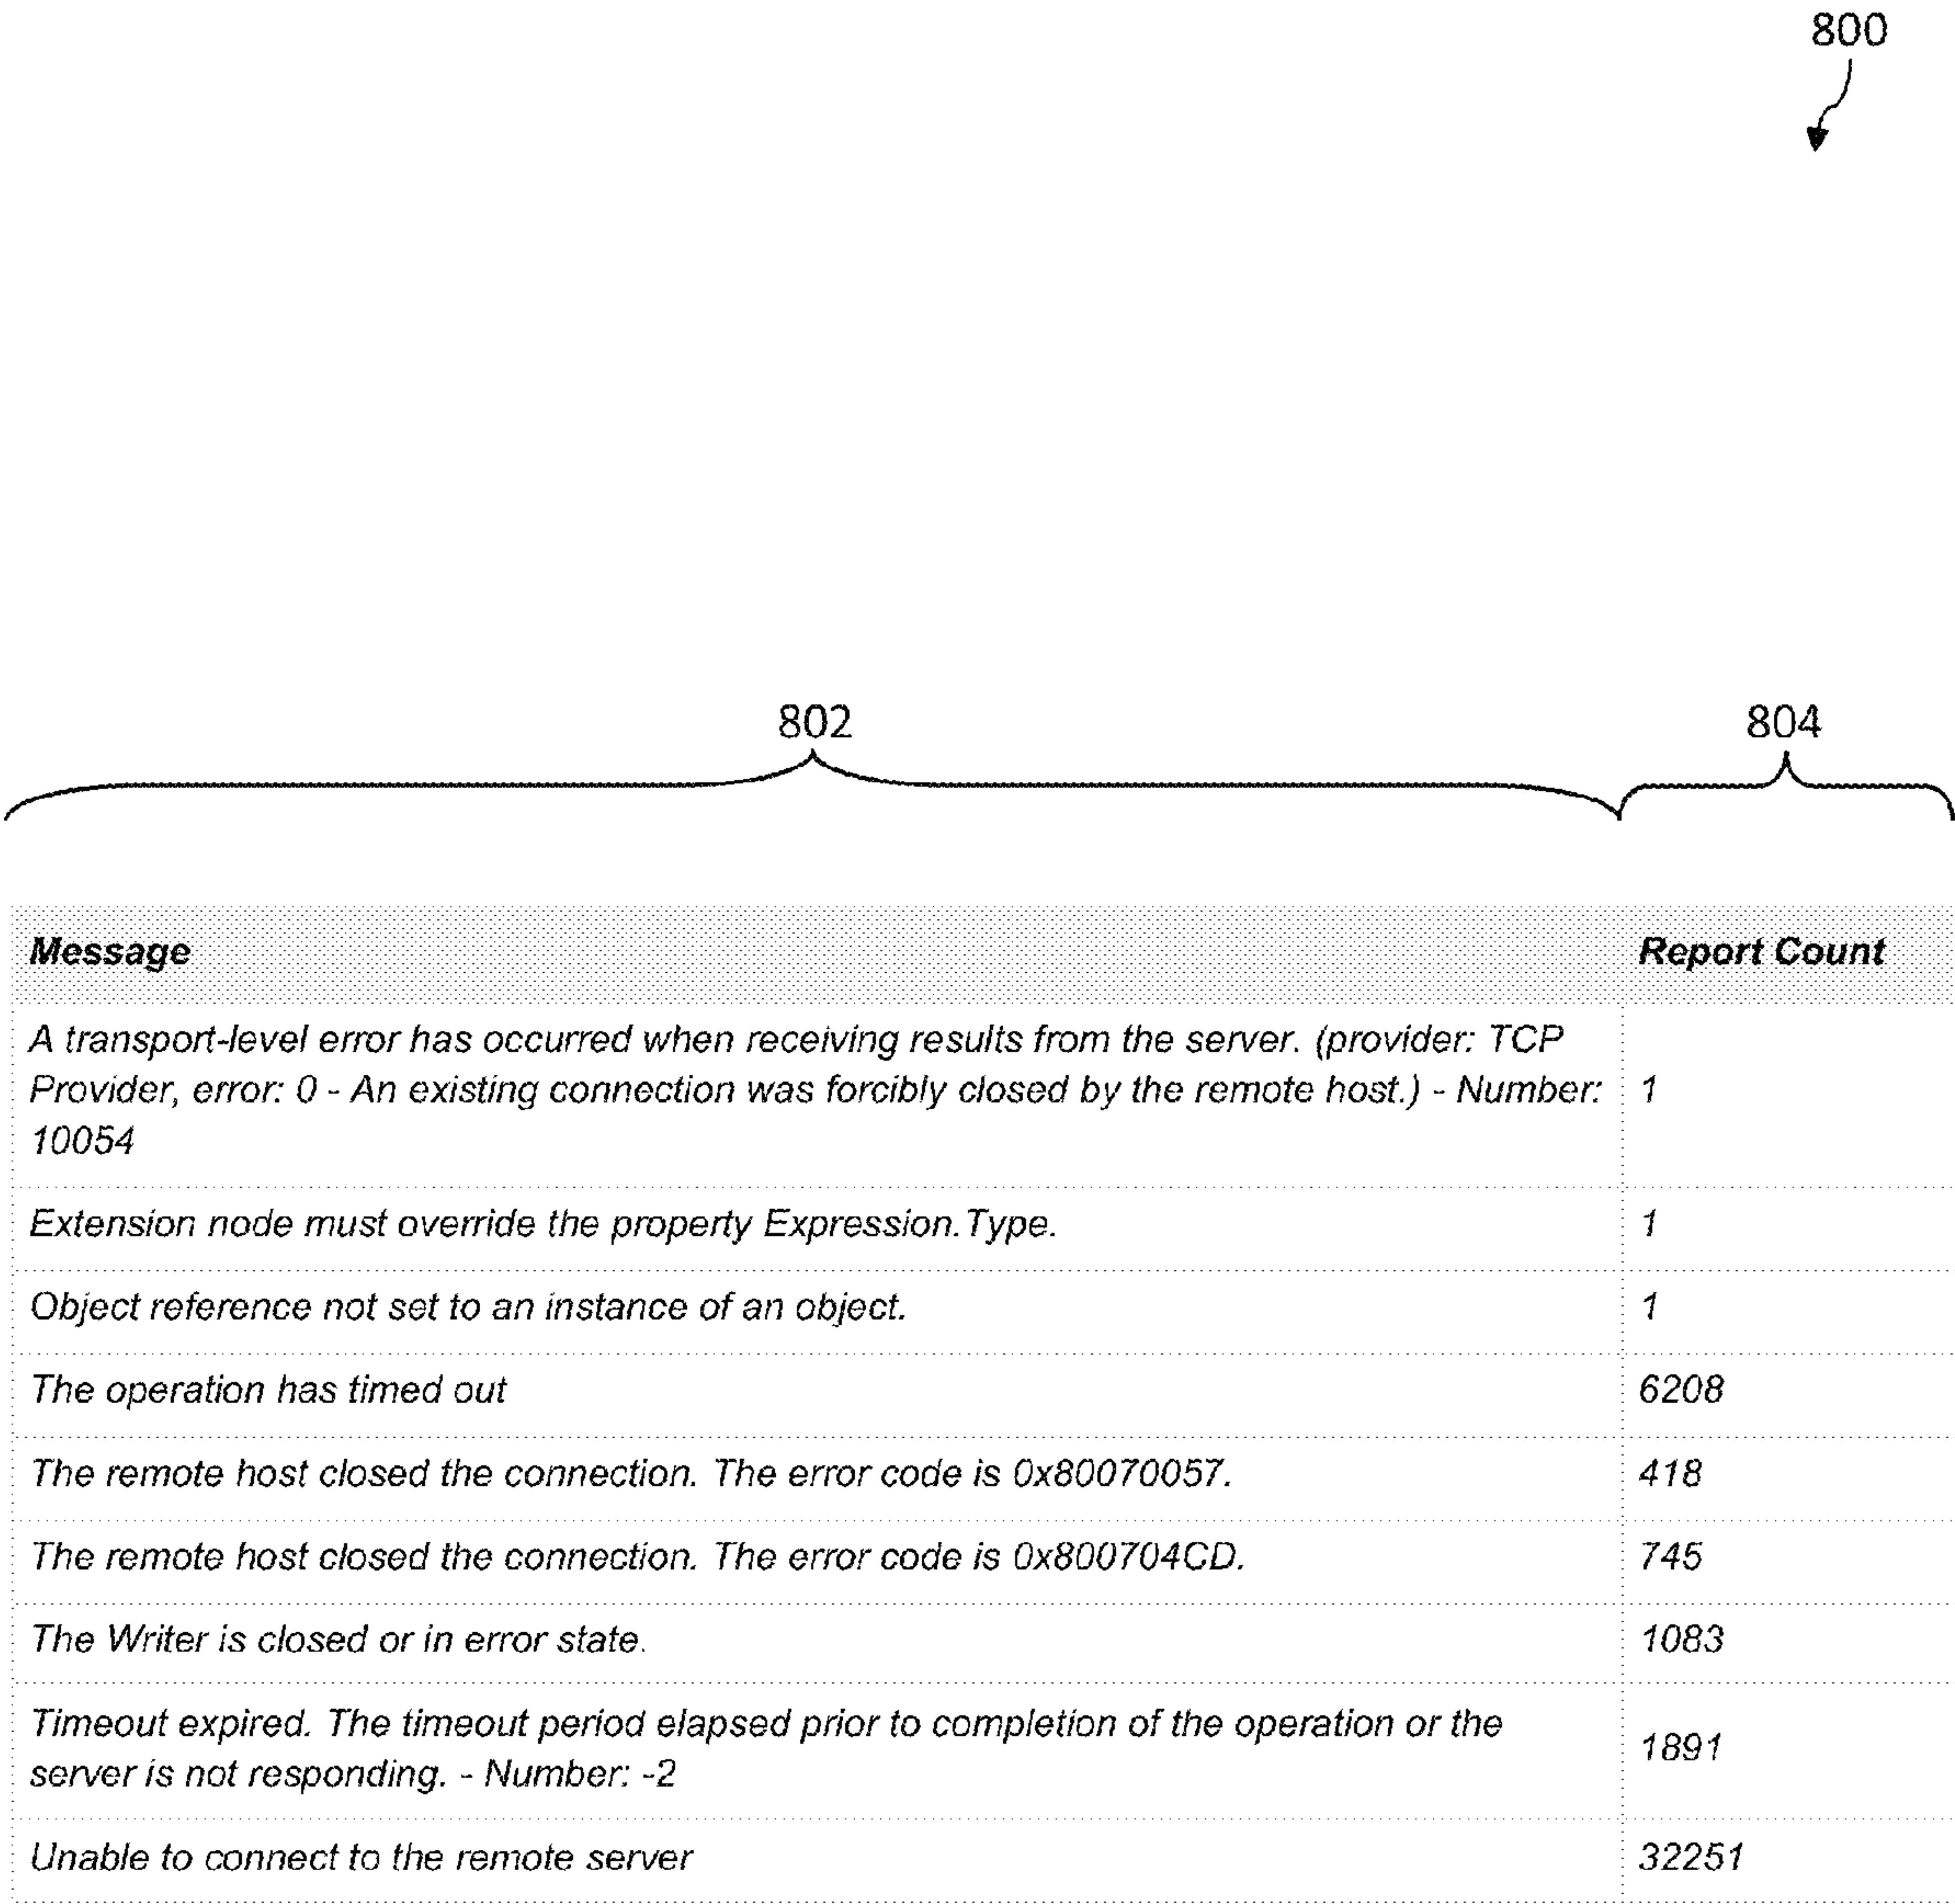 800
802
804
Message
Report Count
A transport-level error has occurred when receiving results from the server. (provider: TCP
Provider, error: 0 - An existing connection was forcibly closed by the remote host.) - Number:
10054
1
Extension node must override the property Expression.Type.
1
Object reference not set to an instance of an object.
1
The operation has timed out
6208
The remote host closed the connection. The error code is 0x80070057.
418
The remote host closed the connection. The error code is 0x800704CD.
745
The Writer is closed or in error state.
1083
Timeout expired. The timeout period elapsed prior to completion of the operation or the
server is not responding. - Number: -2
1891
Unable to connect to the remote server
32251